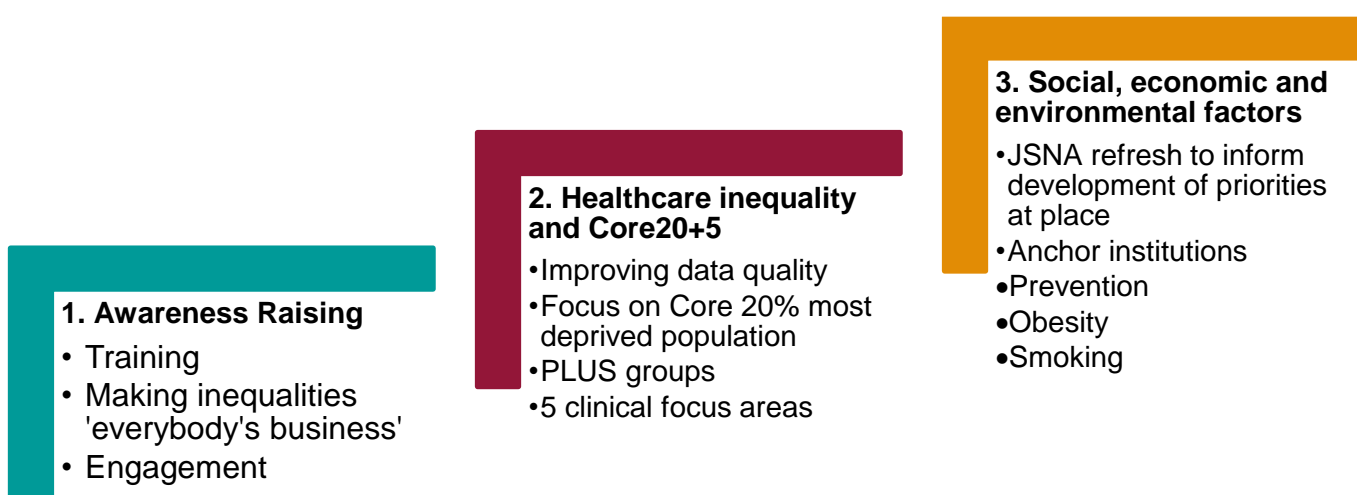 1. Awareness Raising
• Training
• Making inequalities
'everybody's business'
• Engagement
2. Healthcare inequality
and Core20+5
•Improving data quality
•Focus on Core 20% most
deprived population
•PLUS groups
•5 clinical focus areas
3. Social, economic and
environmental factors
•JSNA refresh to inform
development of priorities
at place
•Anchor institutions
•Prevention
•Obesity
•Smoking